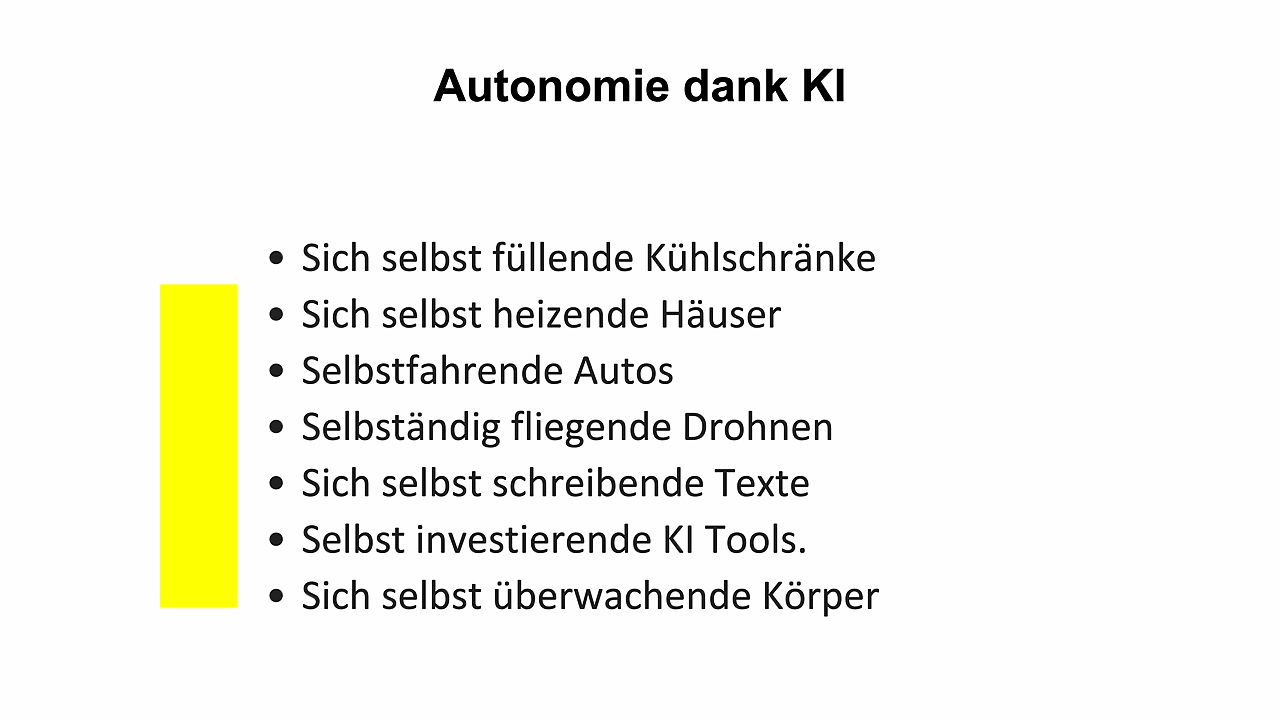 Autonomie dank KI
• Sich selbst füllende Kühlschränke
• Sich selbst heizende Häuser
• Selbstfahrende Autos
• Selbständig fliegende Drohnen
• Sich selbst schreibende Texte
• Selbst investierende KI Tools.
• Sich selbst überwachende Körper